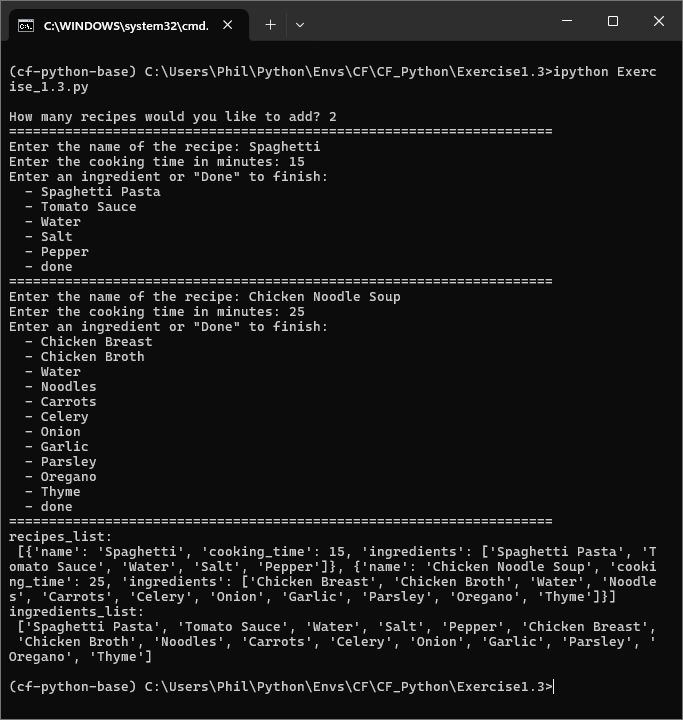 C:\WINDOWS\system32\cmd.
(cf-python-base) C:\Users\Phil\Python\Envs\CF\CF_Python\Exercise1.3>ipython Exerc
ise_1.3.py
How many recipes would you like to add? 2
====================================================================
Enter the name of the recipe: Spaghetti
Enter the cooking time in minutes: 15
Enter an ingredient or "Done" to finish:
  - Spaghetti Pasta
  - Tomato Sauce
  - Water
  - Salt
  - Pepper
  - done
====================================================================
Enter the name of the recipe: Chicken Noodle Soup
Enter the cooking time in minutes: 25
Enter an ingredient or "Done" to finish:
  - Chicken Breast
  - Chicken Broth
  - Water
  - Noodles
  - Carrots
  - Celery
  - Onion
  - Garlic
  - Parsley
  - Oregano
  - Thyme
  - done
====================================================================
recipes_list:
 [{'name': 'Spaghetti', 'cooking_time': 15, 'ingredients': ['Spaghetti Pasta', 'T
omato Sauce', 'Water', 'Salt', 'Pepper']}, {'name': 'Chicken Noodle Soup', 'cooki
ng_time': 25, 'ingredients': ['Chicken Breast', 'Chicken Broth', 'Water', 'Noodle
s', 'Carrots', 'Celery', 'Onion', 'Garlic', 'Parsley', 'Oregano', 'Thyme']}]
ingredients_list:
 ['Spaghetti Pasta', 'Tomato Sauce', 'Water', 'Salt', 'Pepper', 'Chicken Breast',
 'Chicken Broth', 'Noodles', 'Carrots', 'Celery', 'Onion', 'Garlic', 'Parsley', '
Oregano', 'Thyme']
(cf-python-base) C:\Users\Phil\Python\Envs\CF\CF_Python\Exercise1.3>